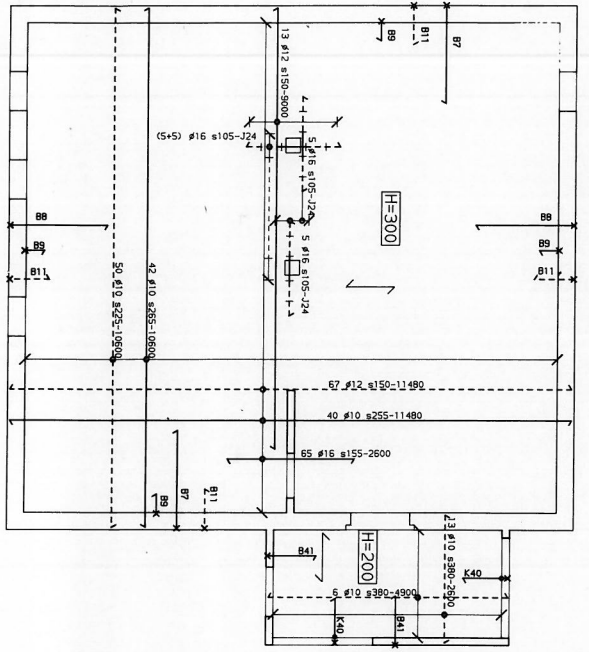 B9
B11
B7
13 ø12 s150-9000
(5+5) ø16 s105-J24
5 ø16 s105-J24
H=300
B8
B8
B9
B9
5 ø16 s105-J24
B11
B11
50 ø10 s225-10600
42 ø10 s265-10600
67 ø12 s150-11480
40 ø10 s255-11480
65 ø16 s155-2600
B9
B7
B11
13 ø10 s380-2600
H=200
B41
K40
6 ø10 s380-4900
K40
B41